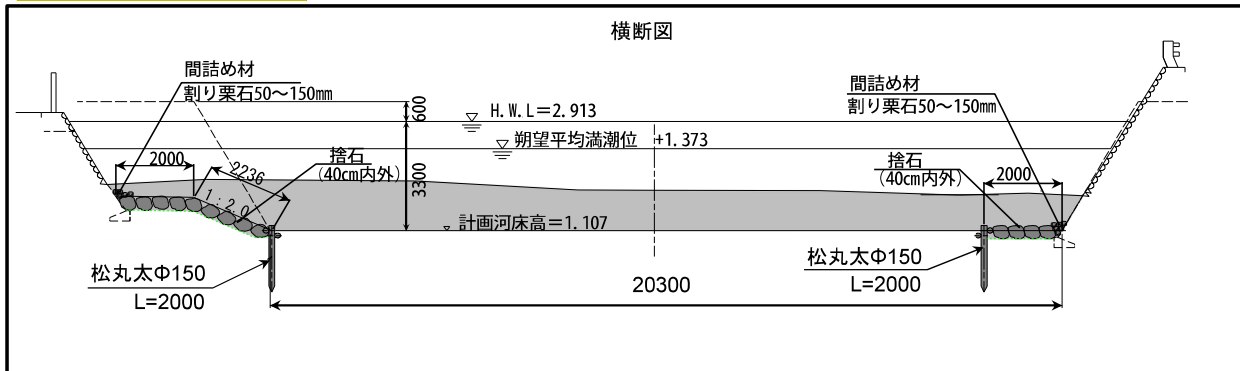 横断図
間詰め材
割り栗石50～150㎜
600
H.W.L=2.913
朔望平均満潮位 +1.373
間詰め材
割り栗石50～150㎜
2000
2236
捨石
(40cm内外)
3300
捨石
(40cm内外)
2000
1:2.0
計画河床高=1.107
松丸太Φ150
L=2000
20300
松丸太Φ150
L=2000